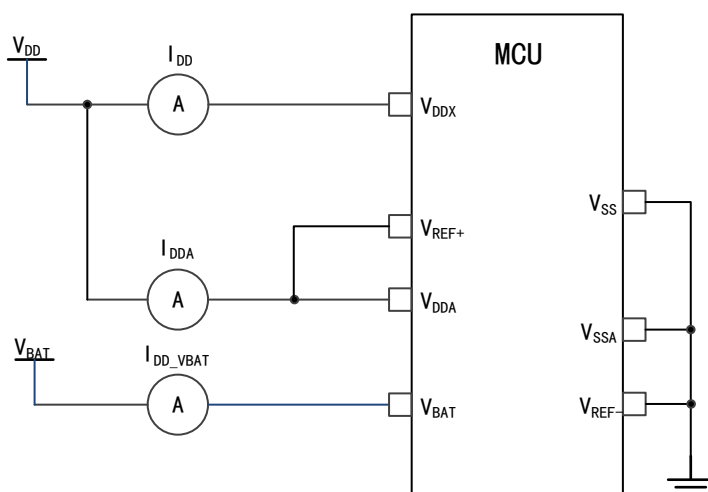 MCU
VDD
IDD
A
VDDX
VSS
VREF+
IDDA
A
VDDA
VSSA
VBAT
IDD_VBAT
A
VBAT
VREF-